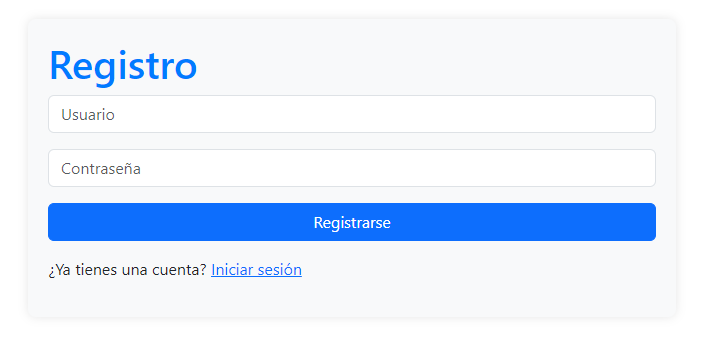 Registro
Usuario
Contraseña
Registrarse
¿Ya tienes una cuenta? Iniciar sesión